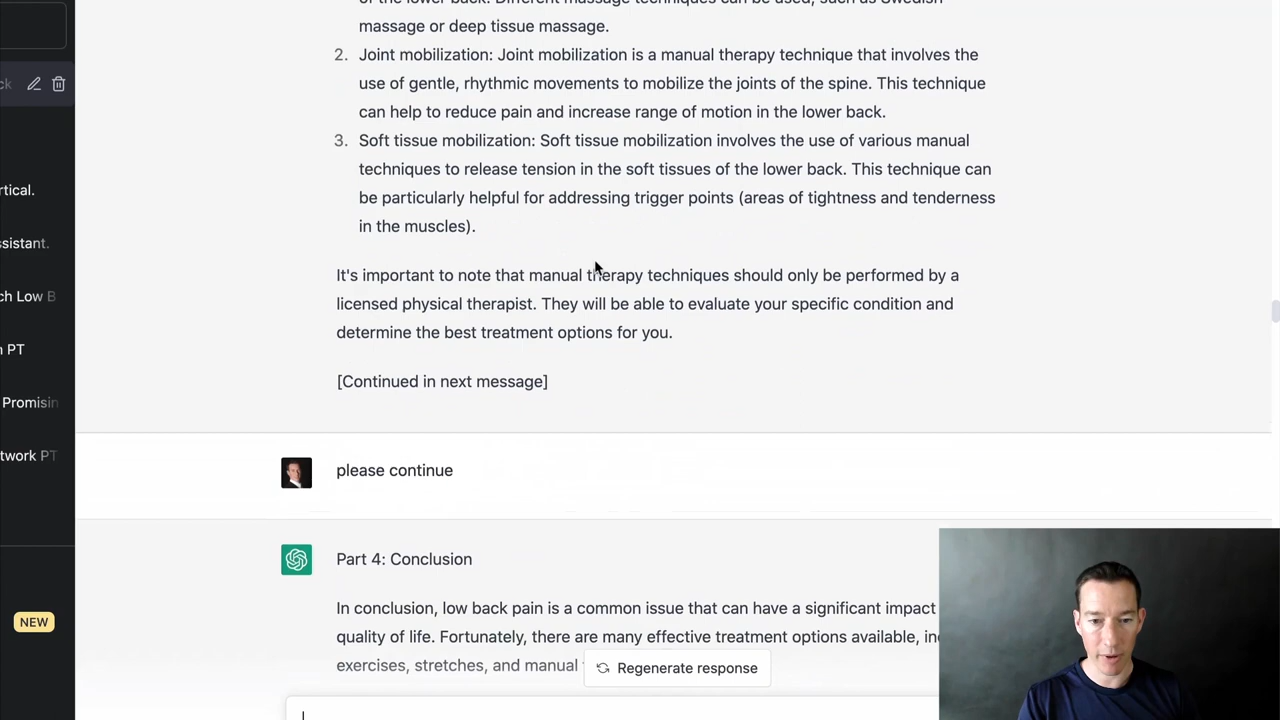 of the lower back. Different massage techniques can be used, such as Swedish
massage or deep tissue massage.
2. Joint mobilization: Joint mobilization is a manual therapy technique that involves the
use of gentle, rhythmic movements to mobilize the joints of the spine. This technique
can help to reduce pain and increase range of motion in the lower back.
3. Soft tissue mobilization: Soft tissue mobilization involves the use of various manual
techniques to release tension in the soft tissues of the lower back. This technique can
be particularly helpful for addressing trigger points (areas of tightness and tenderness
in the muscles).
It's important to note that manual therapy techniques should only be performed by a
licensed physical therapist. They will be able to evaluate your specific condition and
determine the best treatment options for you.
[Continued in next message]
please continue
Part 4: Conclusion
In conclusion, low back pain is a common issue that can have a significant impact
quality of life. Fortunately, there are many effective treatment options available, in
exercises, stretches, and manual
Regenerate response
ck
rtical.
ssistant.
ch Low B
n PT
Promisin
twork PT
NEW